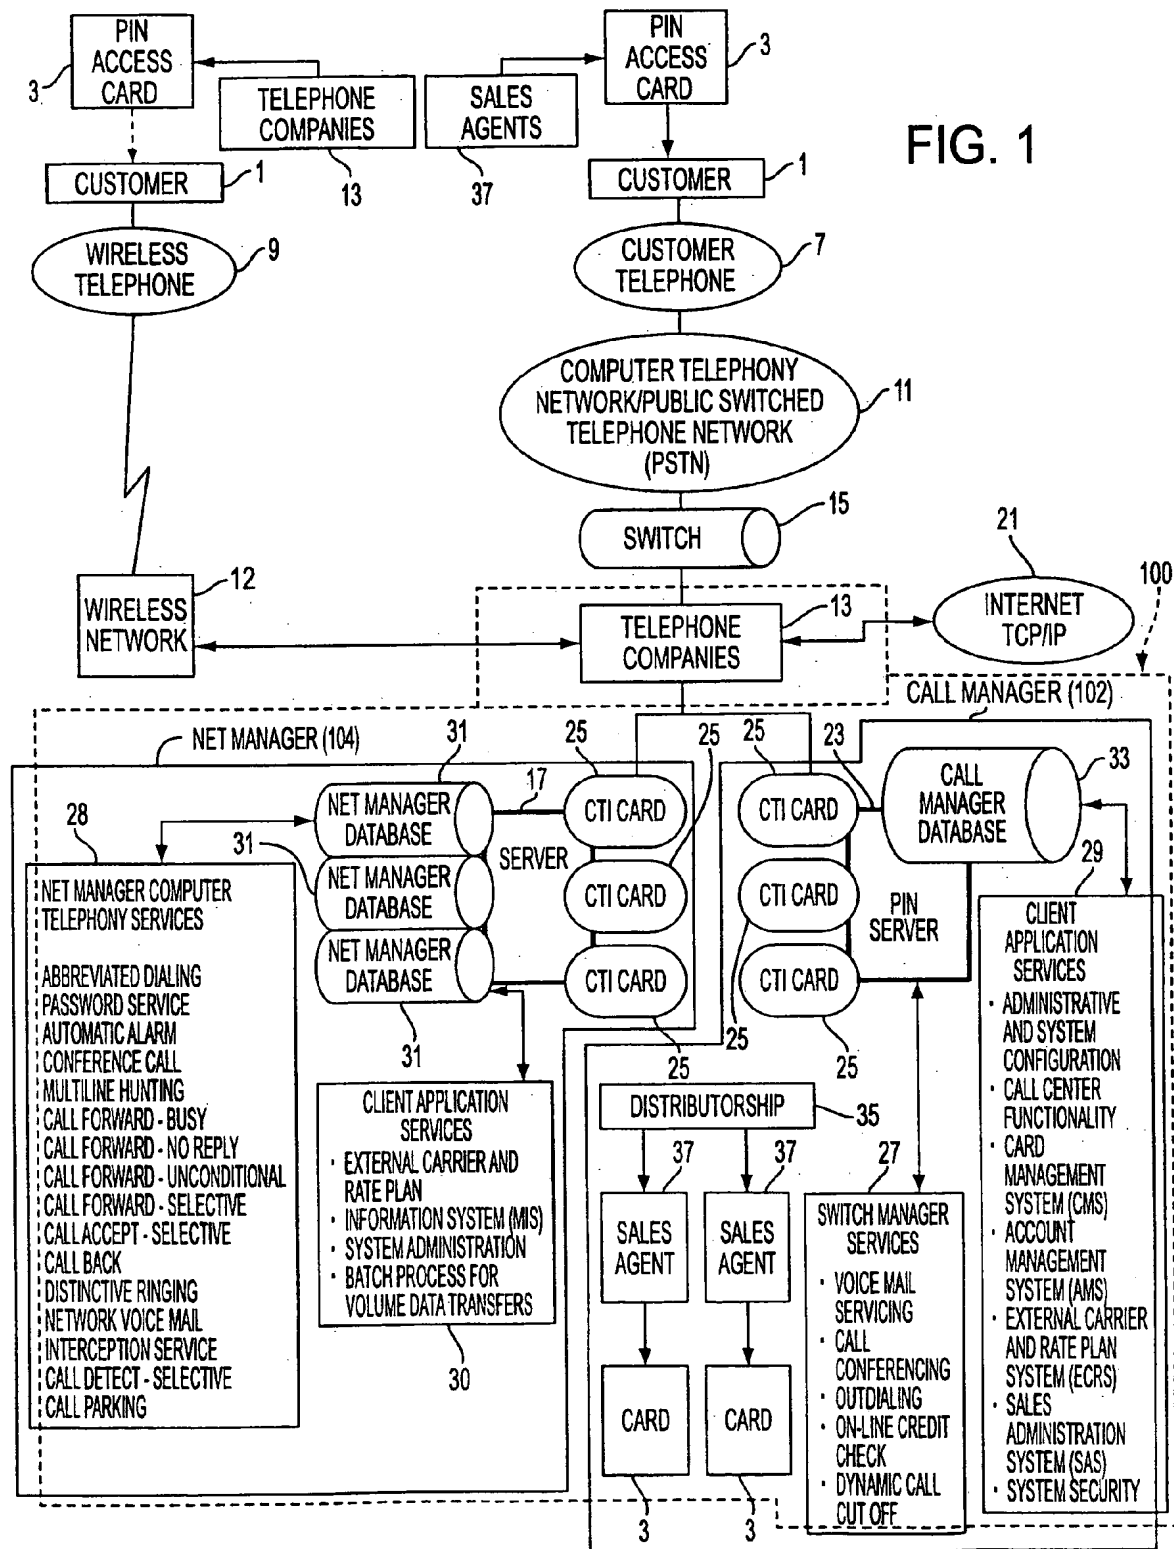 FIG. 1
PIN
ACCESS
CARD
3
TELEPHONE
COMPANIES
13
SALES
AGENTS
37
PIN
ACCESS
CARD
3
CUSTOMER
1
CUSTOMER
1
WIRELESS
TELEPHONE
9
CUSTOMER
TELEPHONE
7
COMPUTER TELEPHONY
NETWORK/PUBLIC SWITCHED
TELEPHONE NETWORK
(PSTN)
11
SWITCH
15
WIRELESS
NETWORK
12
TELEPHONE
COMPANIES
13
INTERNET
TCP/IP
21
100
NET MANAGER (104)
CALL MANAGER (102)
31
25
25
25
23
33
NET MANAGER
DATABASE
17
CTI CARD
CTI CARD
CALL
MANAGER
DATABASE
28
31
SERVER
NET MANAGER
DATABASE
CTI CARD
CTI CARD
PIN
SERVER
29
NET MANAGER
DATABASE
CTI CARD
CTI CARD
31
25
25
25
NET MANAGER COMPUTER
TELEPHONY SERVICES
ABBREVIATED DIALING
PASSWORD SERVICE
AUTOMATIC ALARM
CONFERENCE CALL
MULTILINE HUNTING
CALL FORWARD - BUSY
CALL FORWARD - NO REPLY
CALL FORWARD - UNCONDITIONAL
CALL FORWARD - SELECTIVE
CALL ACCEPT - SELECTIVE
CALL BACK
DISTINCTIVE RINGING
NETWORK VOICE MAIL
INTERCEPTION SERVICE
CALL DETECT - SELECTIVE
CALL PARKING
CLIENT APPLICATION
SERVICES
· EXTERNAL CARRIER AND
RATE PLAN
· INFORMATION SYSTEM (MIS)
· SYSTEM ADMINISTRATION
· BATCH PROCESS FOR
VOLUME DATA TRANSFERS
30
DISTRIBUTORSHIP
35
37
37
SALES
AGENT
SALES
AGENT
CARD
CARD
3
3
27
SWITCH MANAGER
SERVICES
· VOICE MAIL
SERVICING
· CALL
CONFERENCING
· OUTDIALING
· ON-LINE CREDIT
CHECK
· DYNAMIC CALL
CUT OFF
CLIENT
APPLICATION
SERVICES
· ADMINISTRATIVE
AND SYSTEM
CONFIGURATION
· CALL CENTER
FUNCTIONALITY
· CARD
MANAGEMENT
SYSTEM (CMS)
· ACCOUNT
MANAGEMENT
SYSTEM (AMS)
· EXTERNAL CARRIER
AND RATE PLAN
SYSTEM (ECRS)
· SALES
ADMINISTRATION
SYSTEM (SAS)
· SYSTEM SECURITY